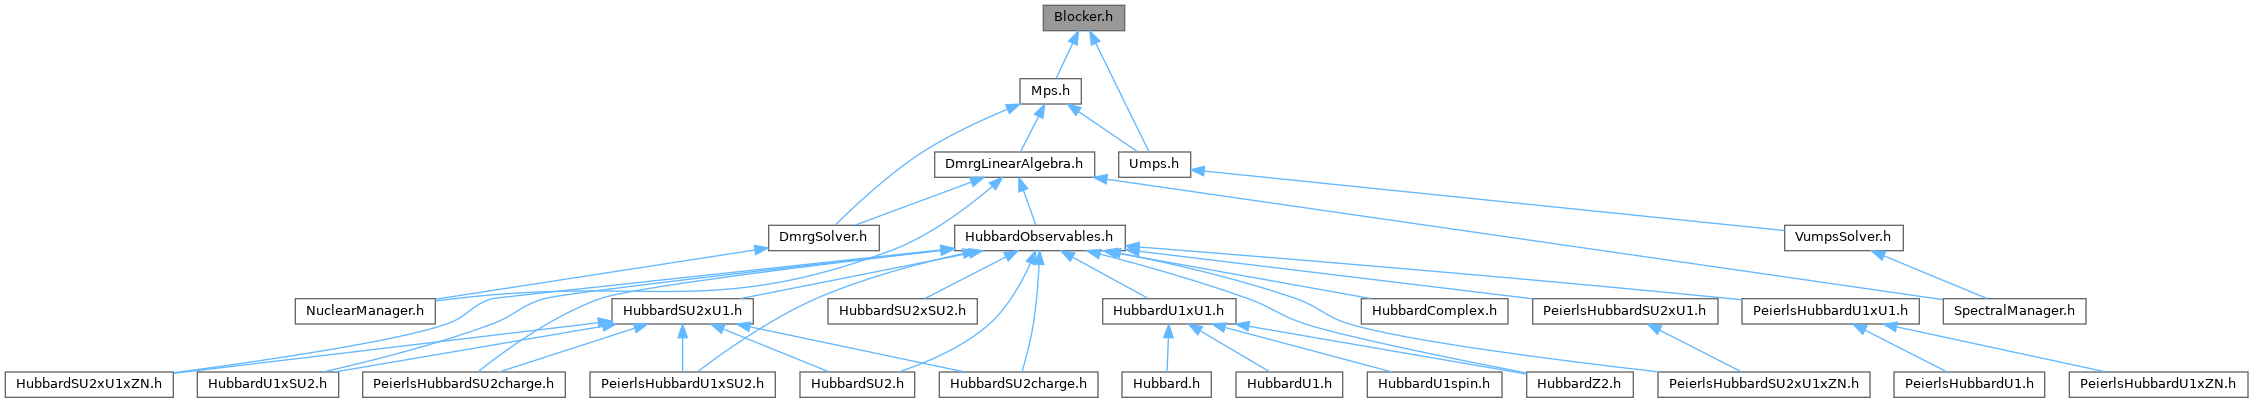 Blocker.h
Mps.h
DmrgLinearAlgebra.h
Umps.h
DmrgSolver.h
HubbardObservables.h
VumpsSolver.h
NuclearManager.h
HubbardSU2xU1.h
HubbardSU2xSU2.h
HubbardU1xU1.h
HubbardComplex.h
PeierlsHubbardSU2xU1.h
PeierlsHubbardU1xU1.h
SpectralManager.h
HubbardSU2xU1xZN.h
HubbardU1xSU2.h
PeierlsHubbardSU2charge.h
PeierlsHubbardU1xSU2.h
HubbardSU2.h
HubbardSU2charge.h
Hubbard.h
HubbardU1.h
HubbardU1spin.h
HubbardZ2.h
PeierlsHubbardSU2xU1xZN.h
PeierlsHubbardU1.h
PeierlsHubbardU1xZN.h